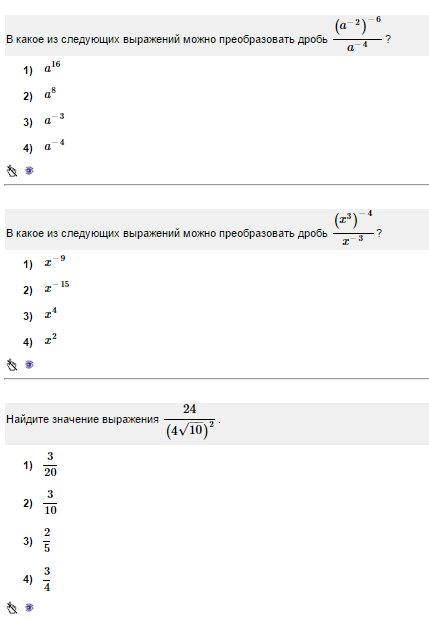 В какое из следующих выражений можно преобразовать дробь $\frac{(a^{-2})^{-6}}{a^{-4}}$ ?
1) $a^{16}$
2) $a^{8}$
3) $a^{-3}$
4) $a^{-4}$
В какое из следующих выражений можно преобразовать дробь $\frac{(x^{3})^{-4}}{x^{-3}}$ ?
1) $x^{-9}$
2) $x^{-15}$
3) $x^{4}$
4) $x^{2}$
Найдите значение выражения $\frac{24}{(4\sqrt{10})^{2}}$ .
1) $\frac{3}{20}$
2) $\frac{3}{10}$
3) $\frac{2}{5}$
4) $\frac{3}{4}$